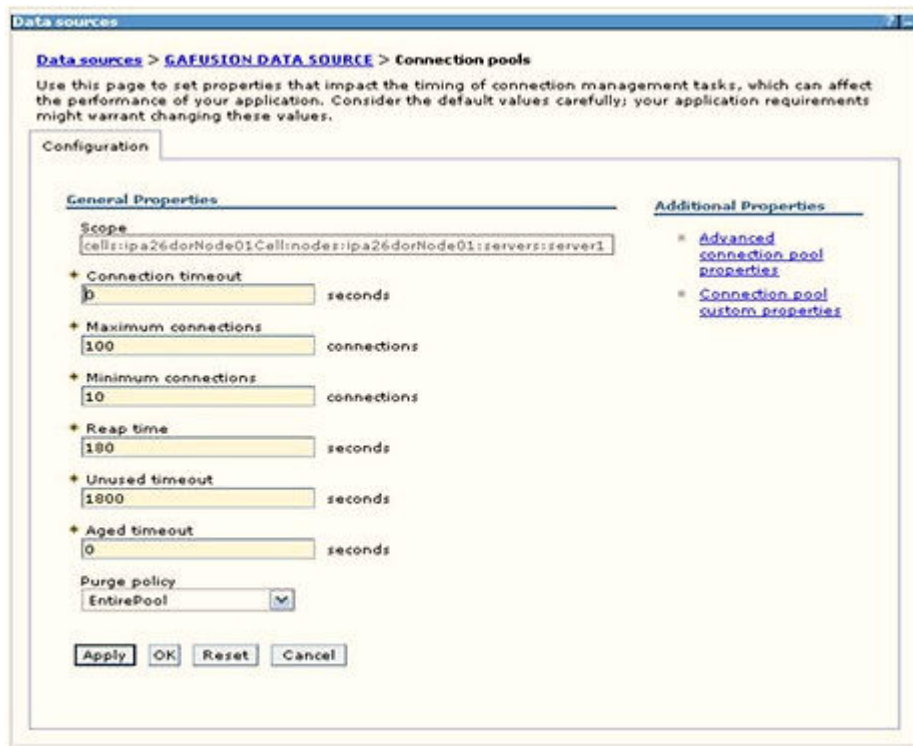 Data sources
?
Data sources > GAFUSION DATA SOURCE > Connection pools
Use this page to set properties that impact the timing of connection management tasks, which can affect
the performance of your application. Consider the default values carefully; your application requirements
might warrant changing these values.
Configuration
General Properties
Scope
cells:ipa26dorNode01Cell:nodes:ipa26dorNode01:servers:server1
Connection timeout
0 seconds
Maximum connections
100 connections
Minimum connections
10 connections
Reap time
180 seconds
Unused timeout
1800 seconds
Aged timeout
0 seconds
Purge policy
EntirePool
Apply OK Reset Cancel
Additional Properties
Advanced
connection pool
properties
Connection pool
custom properties